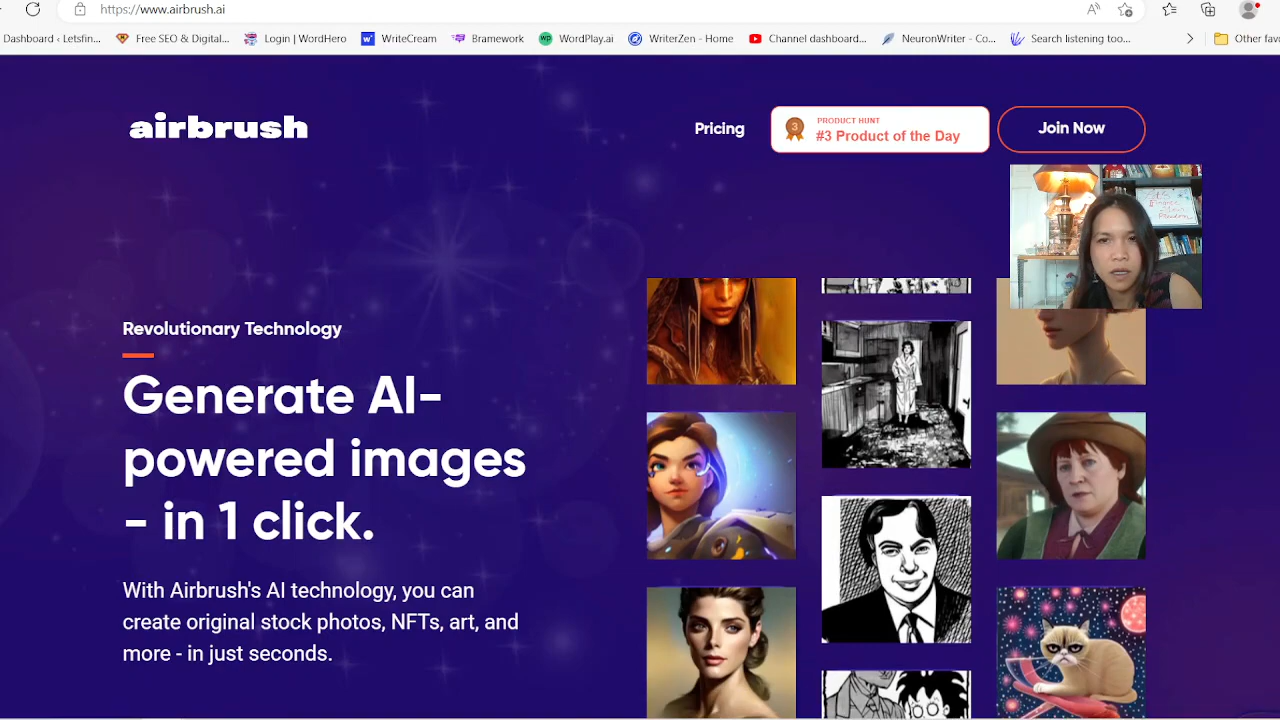 https://www.airbrush.ai
Dashboard ‹ Letsfin...
Free SEO & Digital...
Login | WordHero
WriteCream
Bramework
WordPlay.ai
WriterZen - Home
Channel dashboard...
NeuronWriter - Co...
Search listening too...
Other favo
airbrush
Pricing
3
PRODUCT HUNT
#3 Product of the Day
Join Now
Revolutionary Technology
Generate AI-
powered images
- in 1 click.
With Airbrush's AI technology, you can
create original stock photos, NFTs, art, and
more - in just seconds.